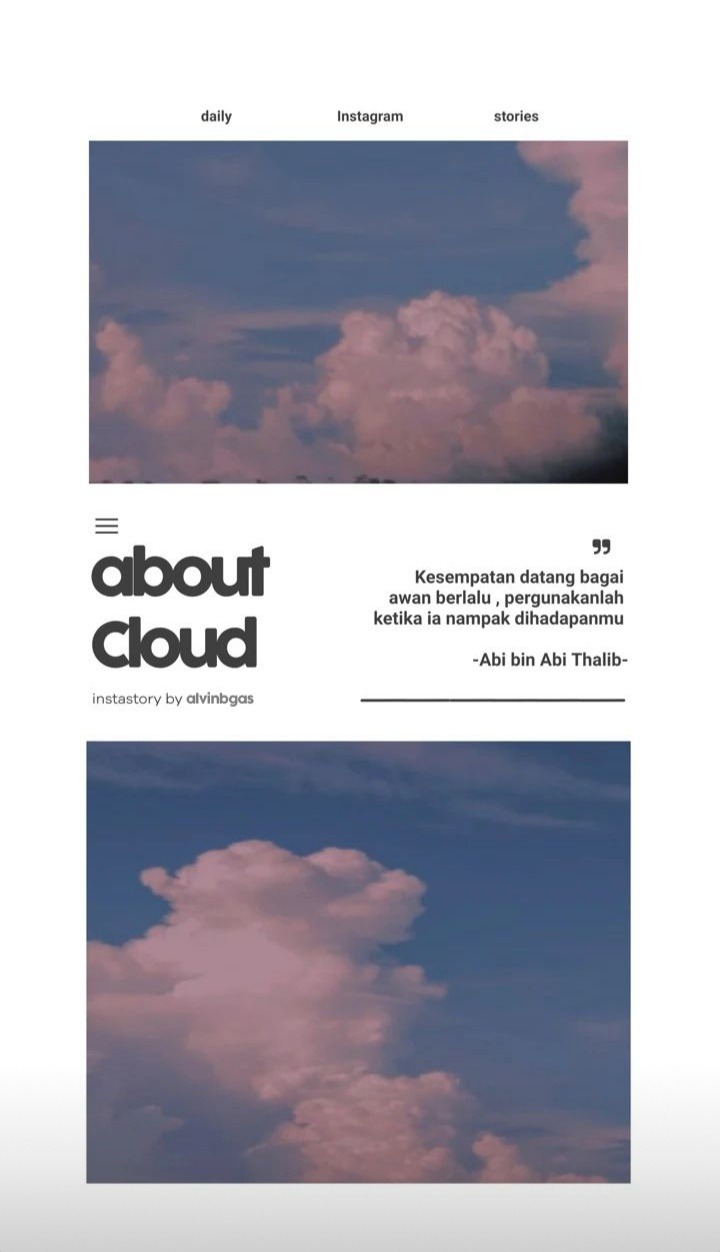 daily Instagram stories
about
Cloud
instastory by alvinbgas
Kesempatan datang bagai
awan berlalu , pergunakanlah
ketika ia nampak dihadapanmu
-Abi bin Abi Thalib-